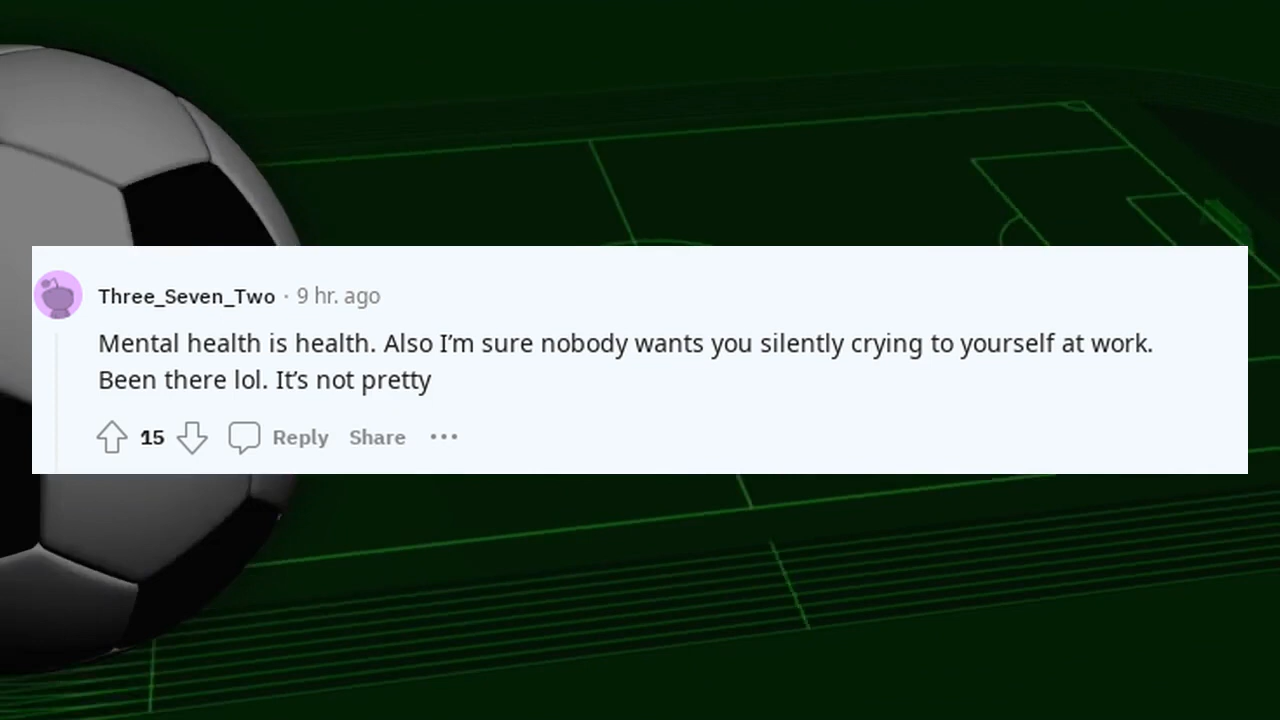 Three_Seven_Two · 9 hr. ago
Mental health is health. Also I’m sure nobody wants you silently crying to yourself at work.
Been there lol. It’s not pretty
15 Reply Share ···